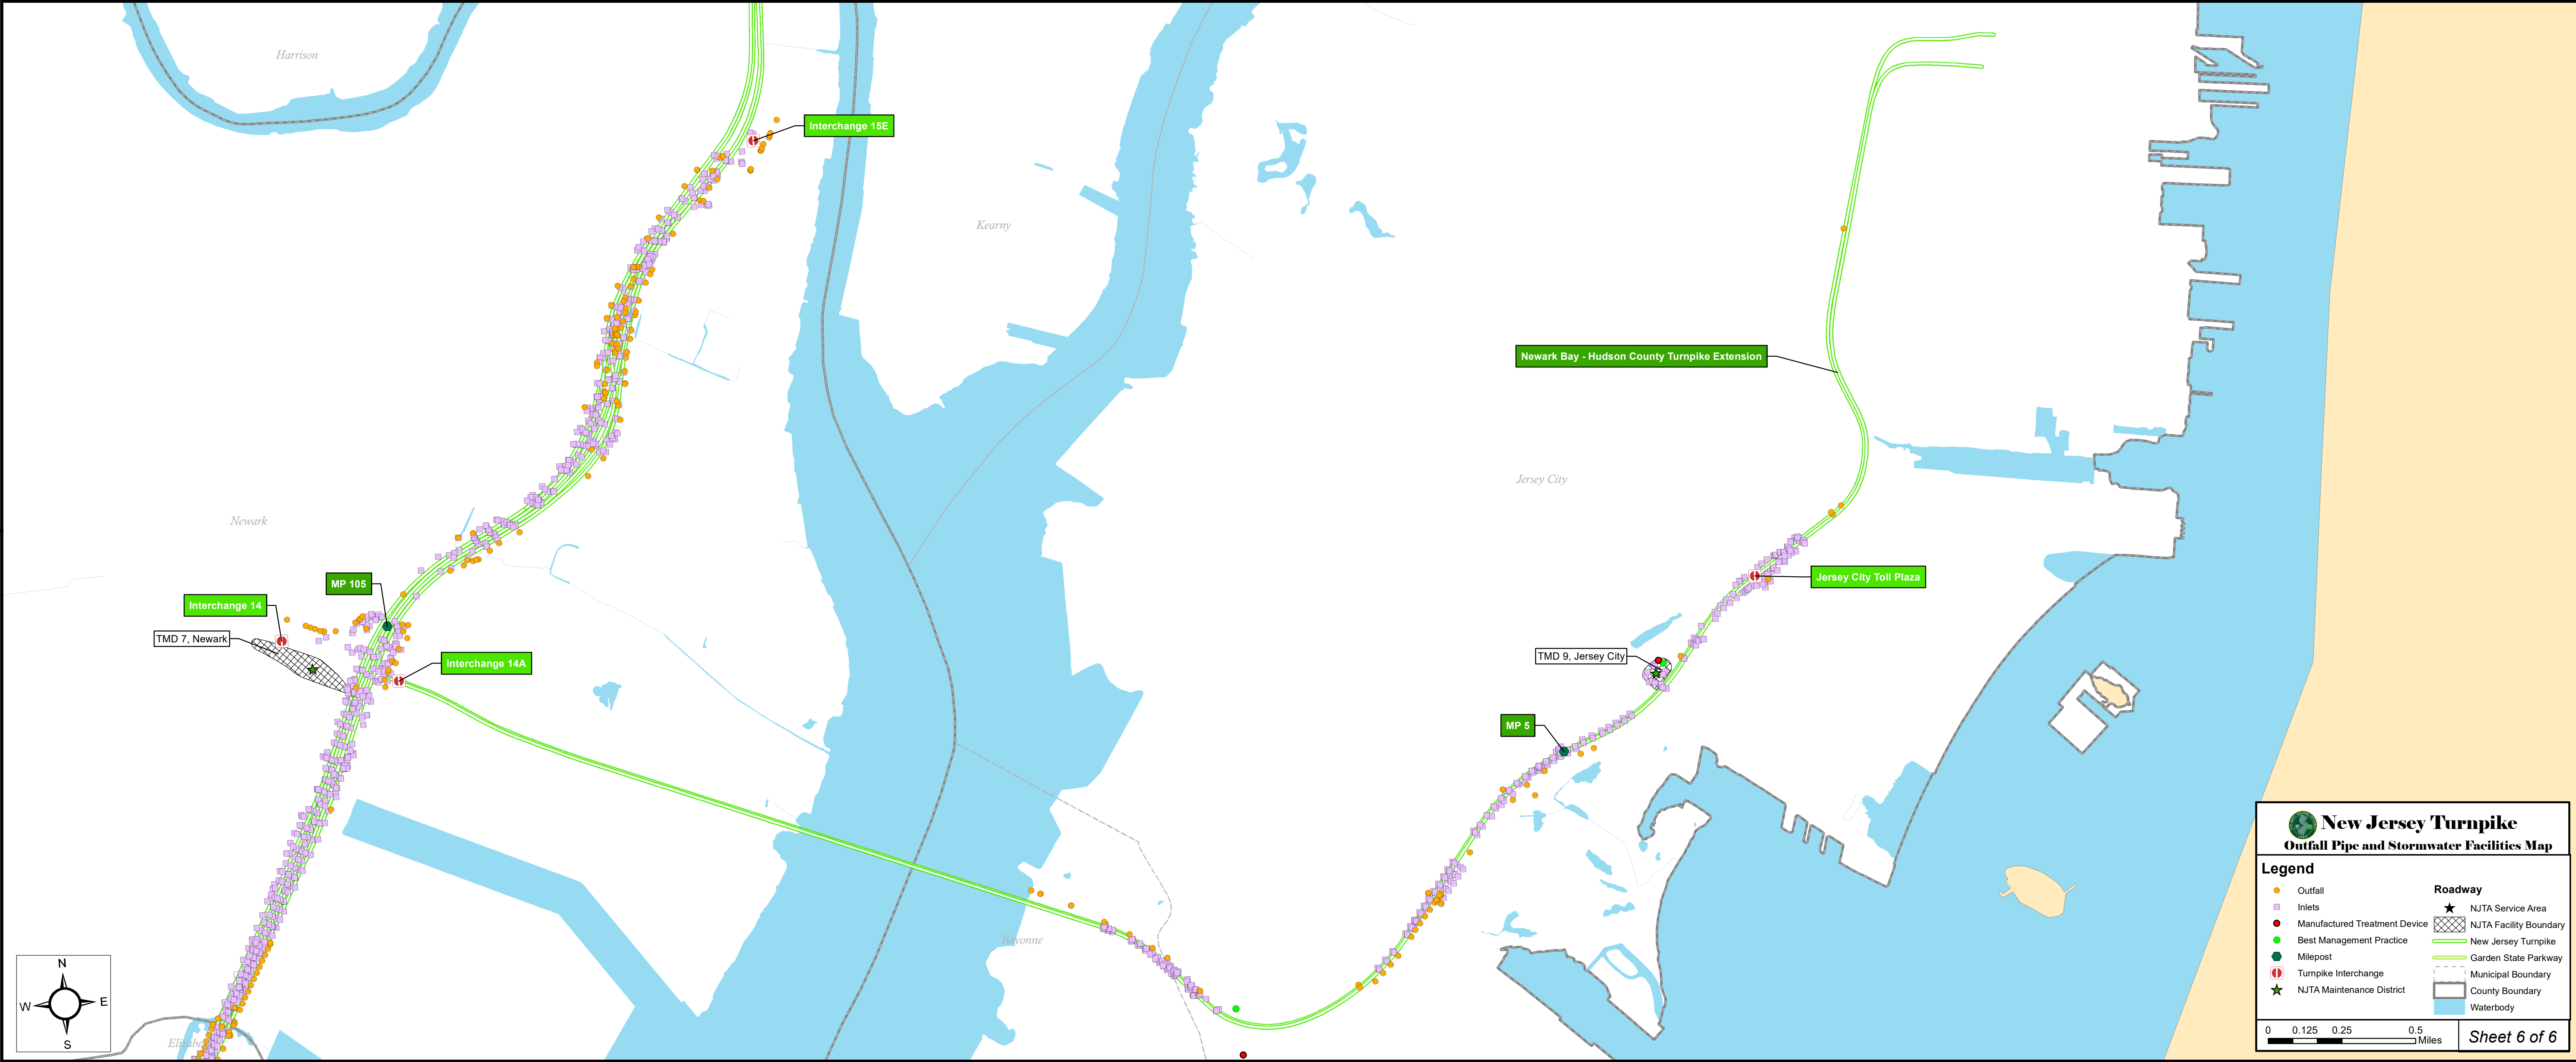 Harrison
Interchange 15E
Kearny
Newark Bay - Hudson County Turnpike Extension
Jersey City
Newark
MP 105
Interchange 14
TMD 7, Newark
Interchange 14A
Jersey City Toll Plaza
TMD 9, Jersey City
MP 5
Bayonne
N
W E
S
New Jersey Turnpike
Outfall Pipe and Stormwater Facilities Map
Legend
Outfall
Inlets
Manufactured Treatment Device
Best Management Practice
Milepost
Turnpike Interchange
NJTA Maintenance District
Roadway
NJTA Service Area
NJTA Facility Boundary
New Jersey Turnpike
Garden State Parkway
Municipal Boundary
County Boundary
Waterbody
0 0.125 0.25 0.5
Miles
Sheet 6 of 6